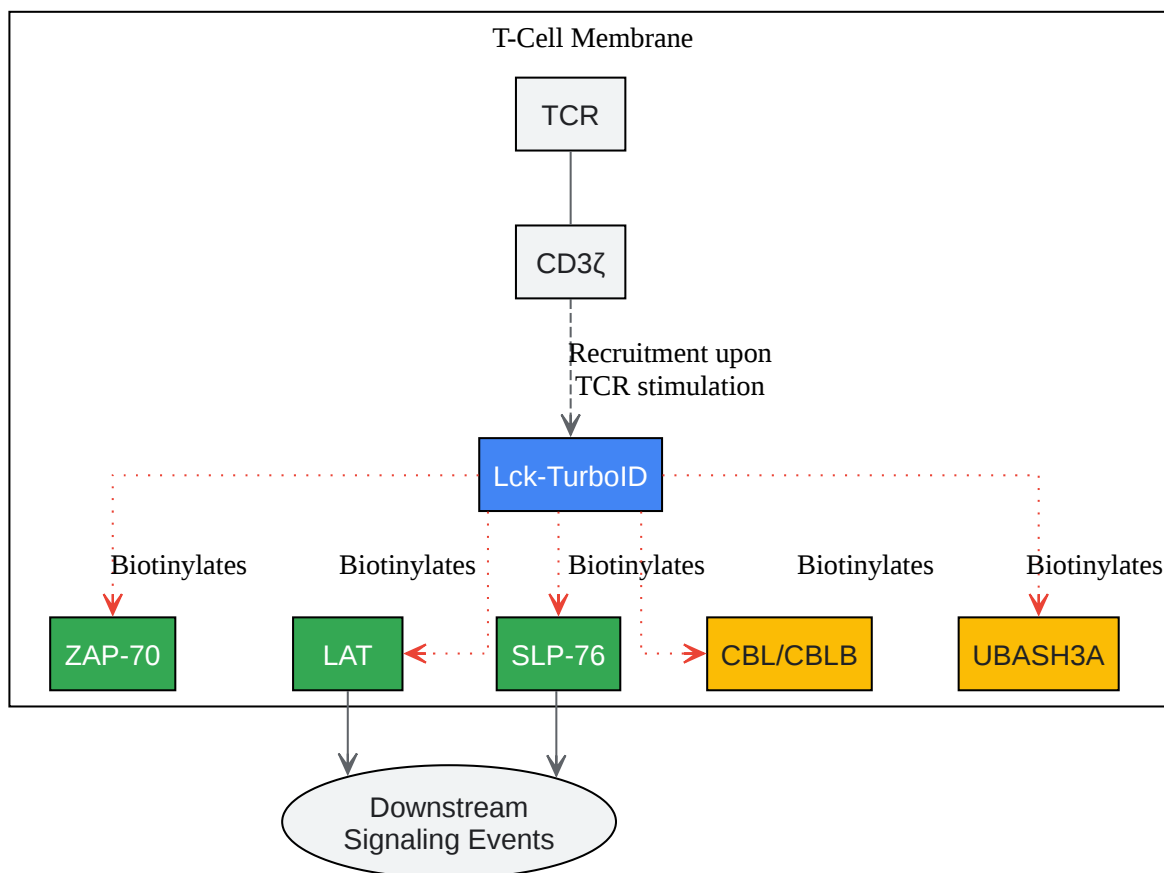 T-Cell Membrane
TCR
CD3ζ
Recruitment upon
TCR stimulation
Lck-TurboID
Biotinylates
Biotinylates
Biotinylates
Biotinylates
Biotinylates
ZAP-70
LAT
SLP-76
CBL/CBLB
UBASH3A
Downstream
Signaling Events